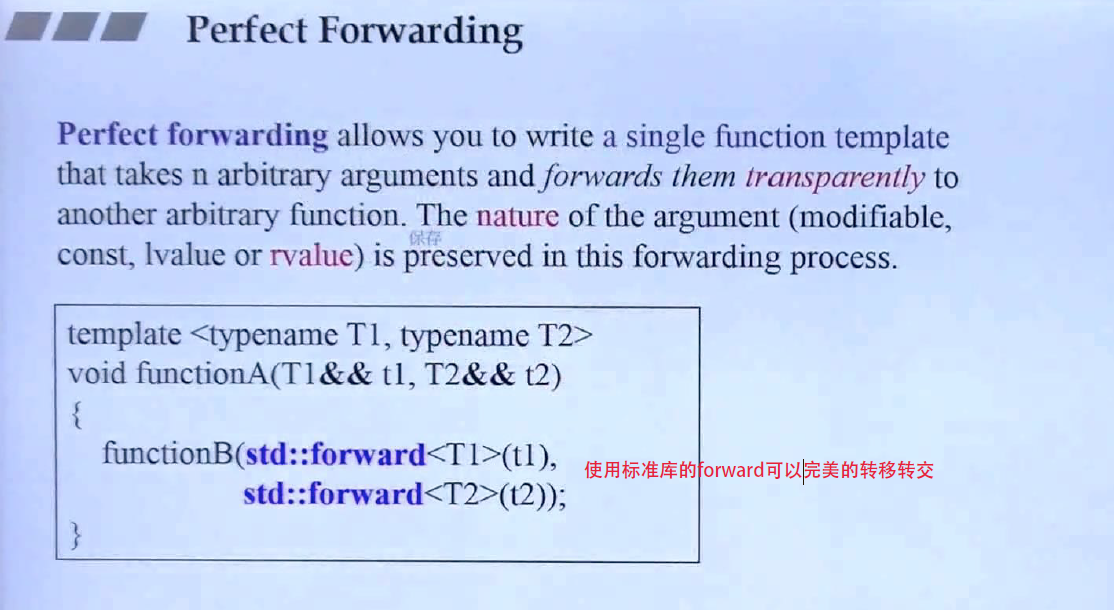 Perfect Forwarding
Perfect forwarding allows you to write a single function template
that takes n arbitrary arguments and forwards them transparently to
another arbitrary function. The nature of the argument (modifiable,
保存
const, lvalue or rvalue) is preserved in this forwarding process.
template <typename T1, typename T2>
void functionA(T1&& t1, T2&& t2)
{
functionB(std::forward<T1>(t1),
使用标准库的forward可以完美的转移转交
std::forward<T2>(t2));
}